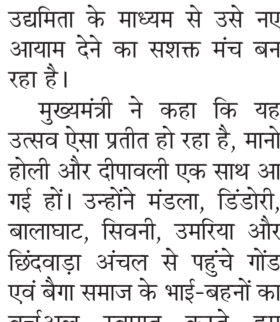 उद्यमिता के माध्यम से उसे नए
आयाम देने का सशक्त मंच बन
रहा है।
मुख्यमंत्री ने कहा कि यह
उत्सव ऐसा प्रतीत हो रहा है, मानो
होली और दीपावली एक साथ आ
गई हों। उन्होंने मंडला, डिंडोरी,
बालाघाट, सिवनी, उमरिया और
छिंदवाड़ा अंचल से पहुंचे गोंड
एवं बैगा समाज के भाई-बहनों का